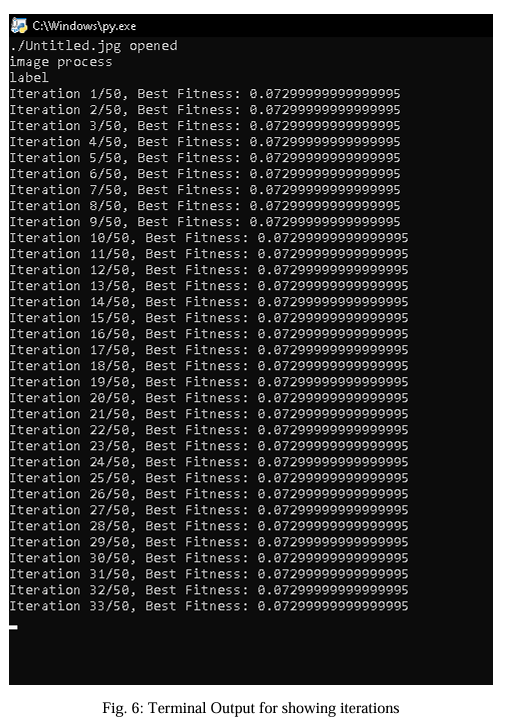 C:\Windows\py.exe
./Untitled.jpg opened
image process
label
Iteration 1/50, Best Fitness: 0.07299999999999995
Iteration 2/50, Best Fitness: 0.07299999999999995
Iteration 3/50, Best Fitness: 0.07299999999999995
Iteration 4/50, Best Fitness: 0.07299999999999995
Iteration 5/50, Best Fitness: 0.07299999999999995
Iteration 6/50, Best Fitness: 0.07299999999999995
Iteration 7/50, Best Fitness: 0.07299999999999995
Iteration 8/50, Best Fitness: 0.07299999999999995
Iteration 9/50, Best Fitness: 0.07299999999999995
Iteration 10/50, Best Fitness: 0.07299999999999995
Iteration 11/50, Best Fitness: 0.07299999999999995
Iteration 12/50, Best Fitness: 0.07299999999999995
Iteration 13/50, Best Fitness: 0.07299999999999995
Iteration 14/50, Best Fitness: 0.07299999999999995
Iteration 15/50, Best Fitness: 0.07299999999999995
Iteration 16/50, Best Fitness: 0.07299999999999995
Iteration 17/50, Best Fitness: 0.07299999999999995
Iteration 18/50, Best Fitness: 0.07299999999999995
Iteration 19/50, Best Fitness: 0.07299999999999995
Iteration 20/50, Best Fitness: 0.07299999999999995
Iteration 21/50, Best Fitness: 0.07299999999999995
Iteration 22/50, Best Fitness: 0.07299999999999995
Iteration 23/50, Best Fitness: 0.07299999999999995
Iteration 24/50, Best Fitness: 0.07299999999999995
Iteration 25/50, Best Fitness: 0.07299999999999995
Iteration 26/50, Best Fitness: 0.07299999999999995
Iteration 27/50, Best Fitness: 0.07299999999999995
Iteration 28/50, Best Fitness: 0.07299999999999995
Iteration 29/50, Best Fitness: 0.07299999999999995
Iteration 30/50, Best Fitness: 0.07299999999999995
Iteration 31/50, Best Fitness: 0.07299999999999995
Iteration 32/50, Best Fitness: 0.07299999999999995
Iteration 33/50, Best Fitness: 0.07299999999999995
Fig. 6: Terminal Output for showing iterations